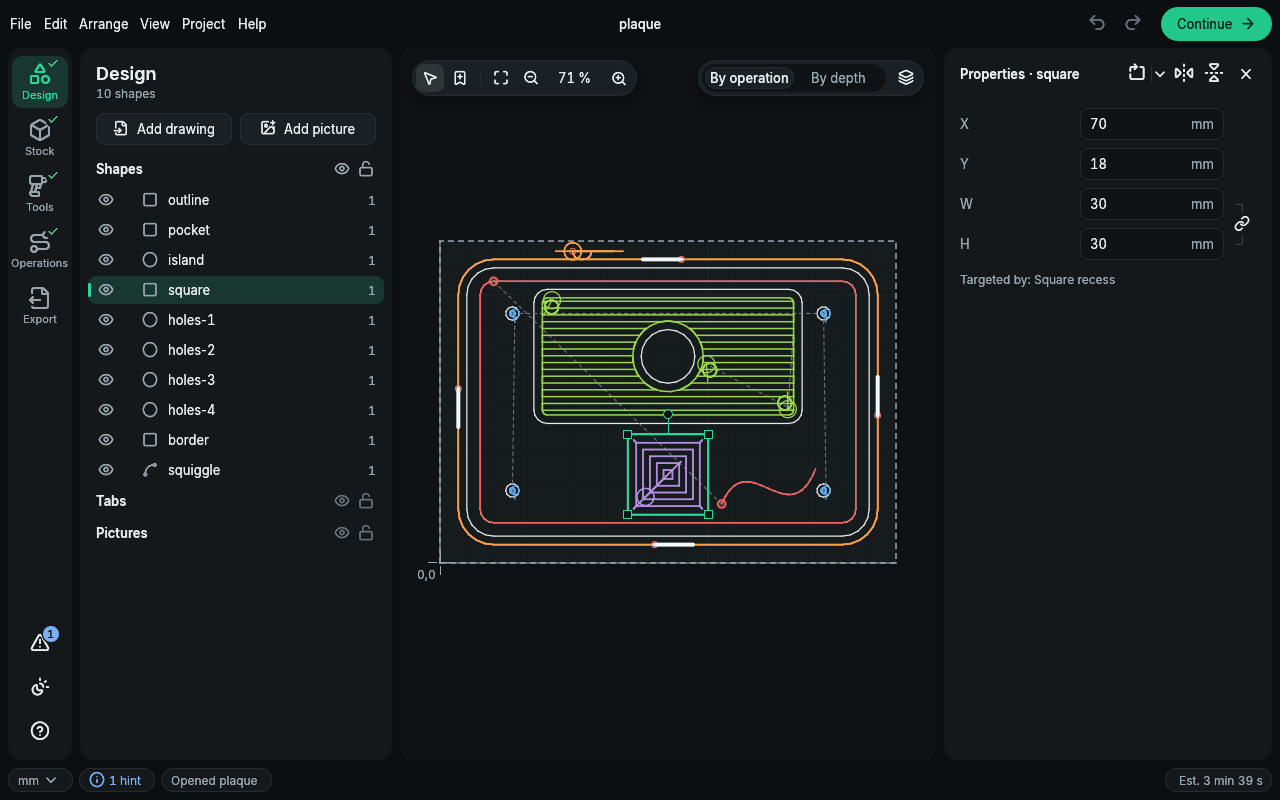 File Edit Arrange View Project Help
plaque
Continue
Design
Stock
Tools
Operations
Export
1
Design
10 shapes
Add drawing
Add picture
Shapes
outline 1
pocket 1
island 1
square 1
holes-1 1
holes-2 1
holes-3 1
holes-4 1
border 1
squiggle 1
Tabs
Pictures
71 %
By operation
By depth
0,0
Properties · square
X 70 mm
Y 18 mm
W 30 mm
H 30 mm
Targeted by: Square recess
mm
1 hint
Opened plaque
Est. 3 min 39 s